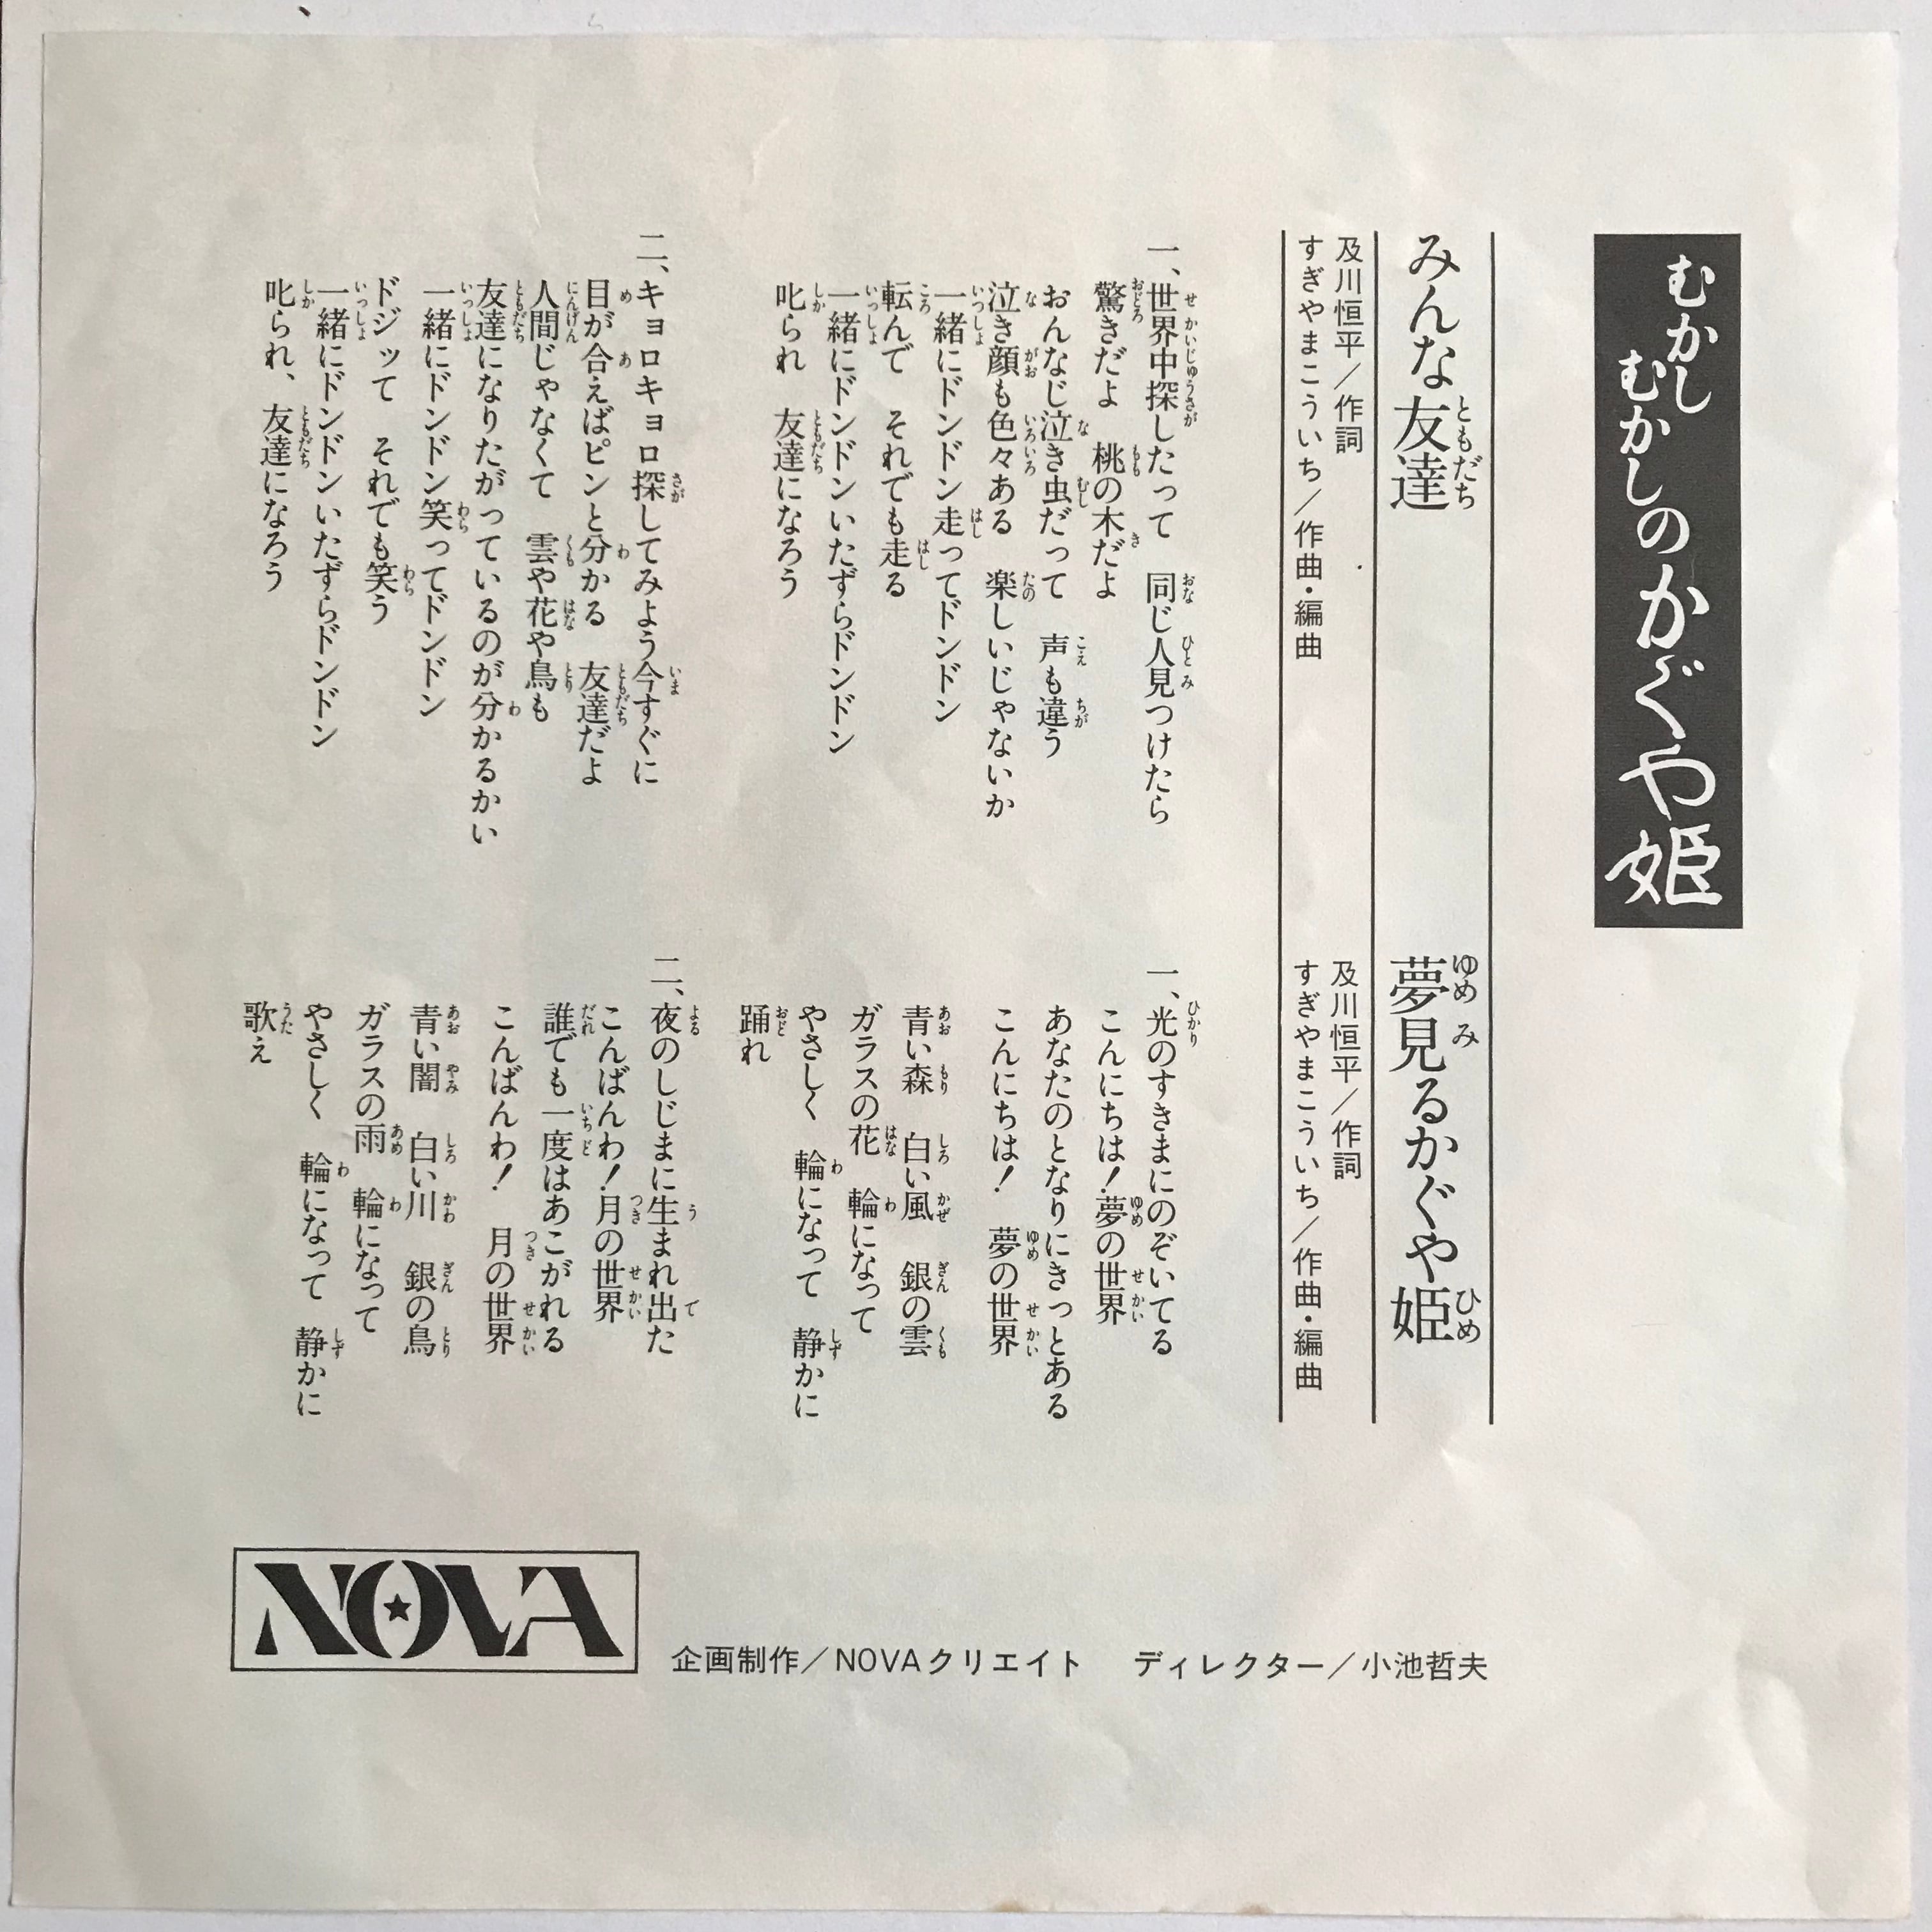 むかし
むかしのかぐや姫
みんな友達
及川恒平／作詞
すぎやまこういち／作曲・編曲
一、世界中探したって　同じ人見つけたら
驚きだよ　桃の木だよ
おんなじ泣き虫だって　声も違う
泣き顔も色々ある　楽しいじゃないか
一緒にドンドン走ってドンドン
転んで　それでも走る
一緒にドンドンいたずらドンドン
叱られ　友達になろう
二、キョロキョロ探してみよう今すぐに
目が合えばピンと分かる　友達だよ
人間じゃなくて　雲や花や鳥も
友達になりたがっているのが分かるかい
一緒にドンドン笑ってドンドン
ドジッて　それでも笑う
一緒にドンドンいたずらドンドン
叱られ、友達になろう
夢見るかぐや姫
及川恒平／作詞
すぎやまこういち／作曲・編曲
一、光のすきまにのぞいてる
こんにちは！夢の世界
あなたのとなりにきっとある
こんにちは！　夢の世界
青い森　白い風　銀の雲
ガラスの花　輪になって
やさしく　輪になって　静かに
踊れ
二、夜のしじまに生まれ出た
こんばんわ！月の世界
誰でも一度はあこがれる
こんばんわ！　月の世界
青い闇　白い川　銀の鳥
ガラスの雨　輪になって
やさしく　輪になって　静かに
歌え
NOVA
企画制作／NOVAクリエイト　ディレクター／小池哲夫